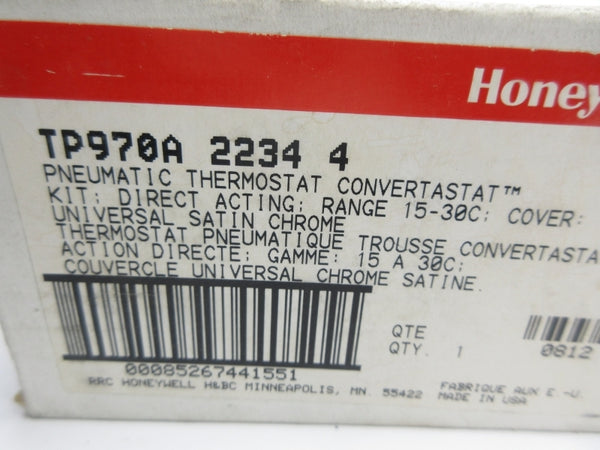 Honey
TP970A 2234 4
PNEUMATIC THERMOSTAT CONVERTASTAT™
KIT; DIRECT ACTING; RANGE 15-30C; COVER:
UNIVERSAL SATIN CHROME
THERMOSTAT PNEUMATIQUE TROUSSE CONVERTASTA
ACTION DIRECTE; GAMME: 15 A 30C;
COUVERCLE UNIVERSAL CHROME SATINE.
00085267441551
QTE
QTY. 1
0812
RRC HONEYWELL H&BC MINNEAPOLIS, MN. 55422
FABRIQUE AUX E.-U.
MADE IN USA